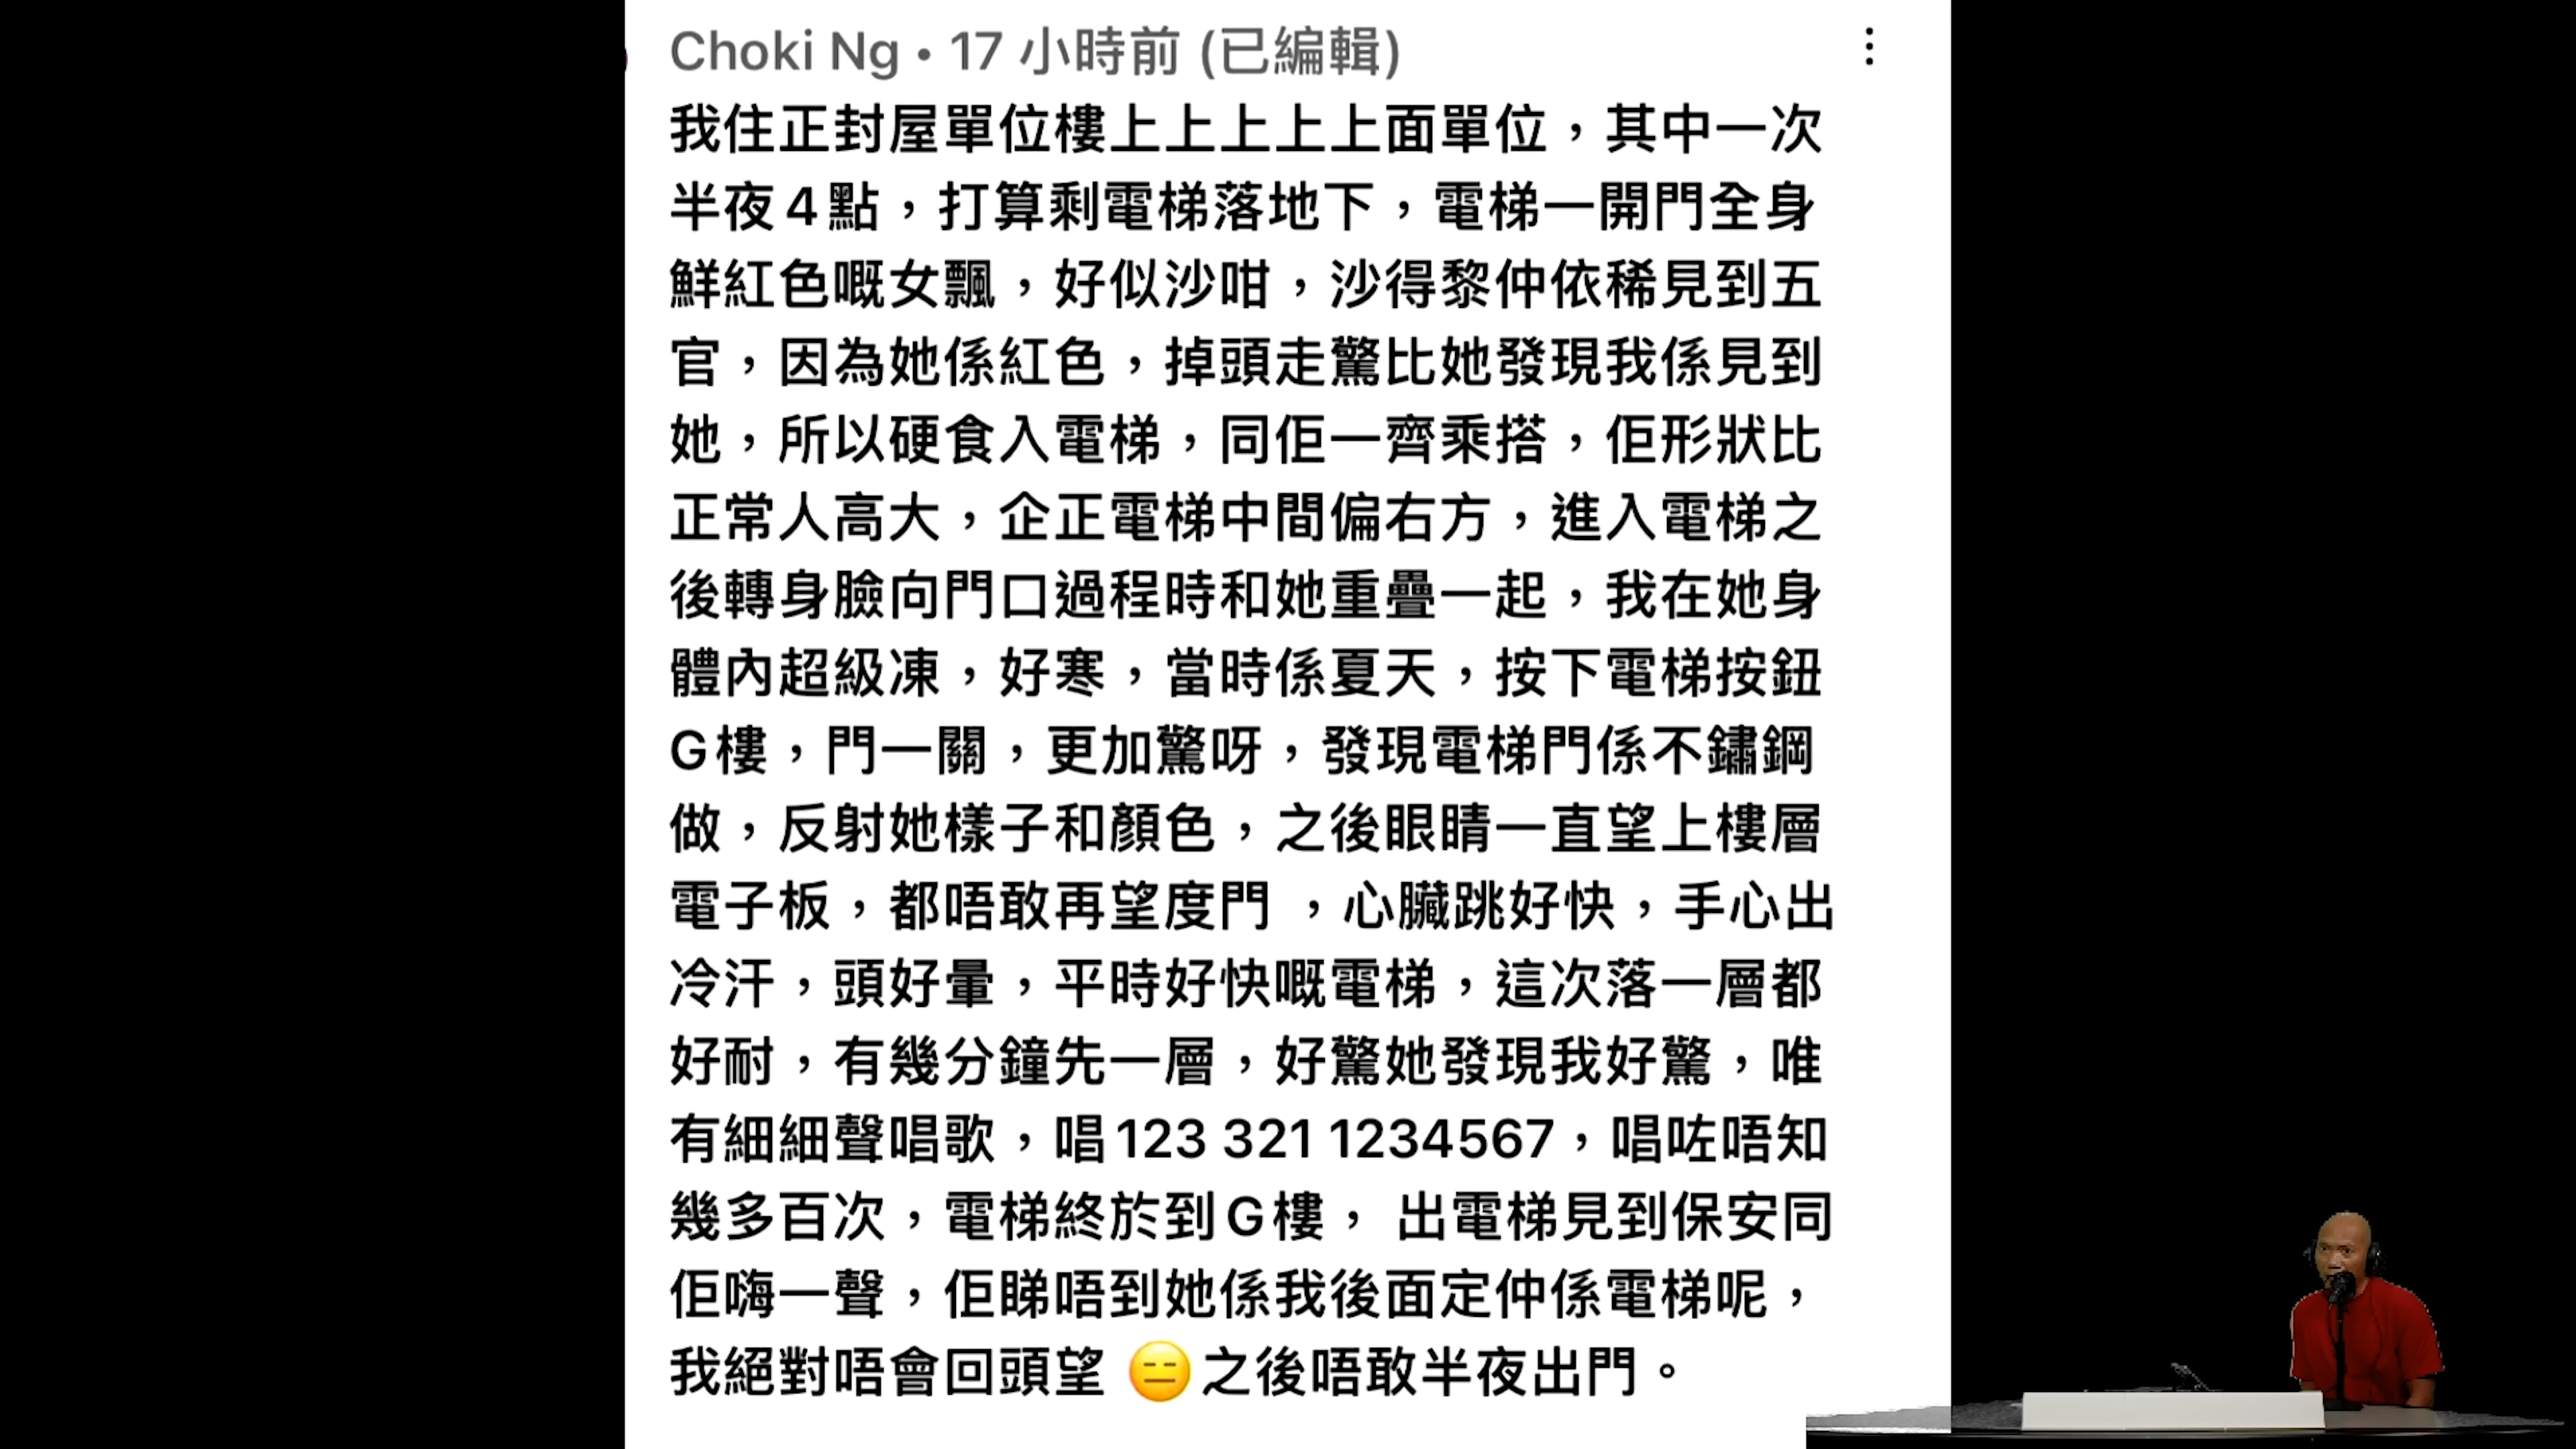 Choki Ng • 17 小時前 (已編輯)
我住正封屋單位樓上上上上上面單位，其中一次
半夜4點，打算剩電梯落地下，電梯一開門全身
鮮紅色嘅女飄，好似沙咁，沙得黎仲依稀見到五
官，因為她係紅色，掉頭走驚比她發現我係見到
她，所以硬食入電梯，同佢一齊乘搭，佢形狀比
正常人高大，企正電梯中間偏右方，進入電梯之
後轉身臉向門口過程時和她重疊一起，我在她身
體內超級凍，好寒，當時係夏天，按下電梯按鈕
G樓，門一關，更加驚呀，發現電梯門係不鏽鋼
做，反射她樣子和顏色，之後眼睛一直望上樓層
電子板，都唔敢再望度門 ，心臟跳好快，手心出
冷汗，頭好暈，平時好快嘅電梯，這次落一層都
好耐，有幾分鐘先一層，好驚她發現我好驚，唯
有細細聲唱歌，唱123 321 1234567，唱咗唔知
幾多百次，電梯終於到G樓， 出電梯見到保安同
佢嗨一聲，佢睇唔到她係我後面定仲係電梯呢，
我絕對唔會回頭望 😑之後唔敢半夜出門。